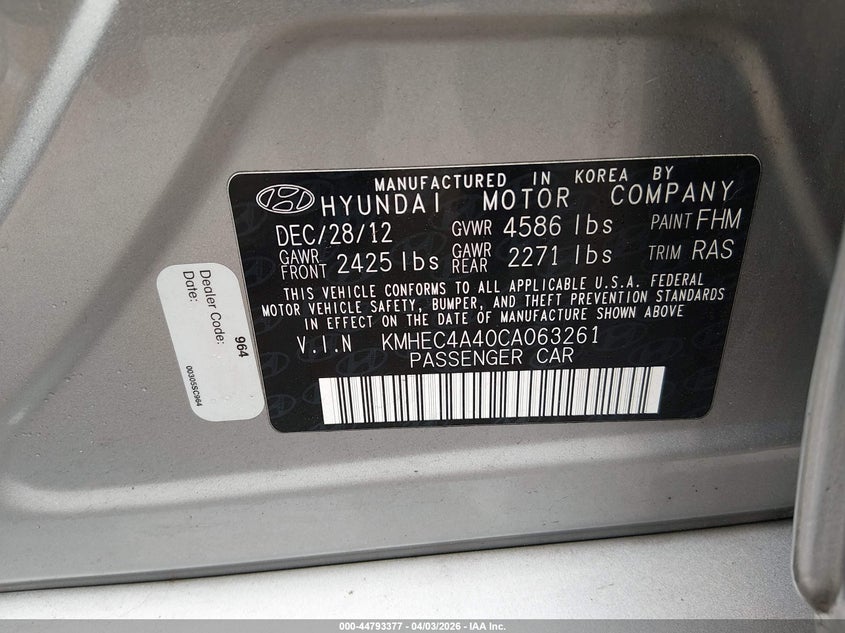 MANUFACTURED IN KOREA BY
HYUNDAI MOTOR COMPANY
DEC/28/12 GVWR 4586 lbs PAINT FHM
GAWR FRONT 2425 lbs GAWR REAR 2271 lbs TRIM RAS
THIS VEHICLE CONFORMS TO ALL APPLICABLE U.S.A. FEDERAL
MOTOR VEHICLE SAFETY, BUMPER, AND THEFT PREVENTION STANDARDS
IN EFFECT ON THE DATE OF MANUFACTURE SHOWN ABOVE
V.I.N KMHEC4A40CA063261
PASSENGER CAR
Dealer Code: 964
Date:
00305SC964
000-44793377 - 04/03/2026 - IAA Inc.